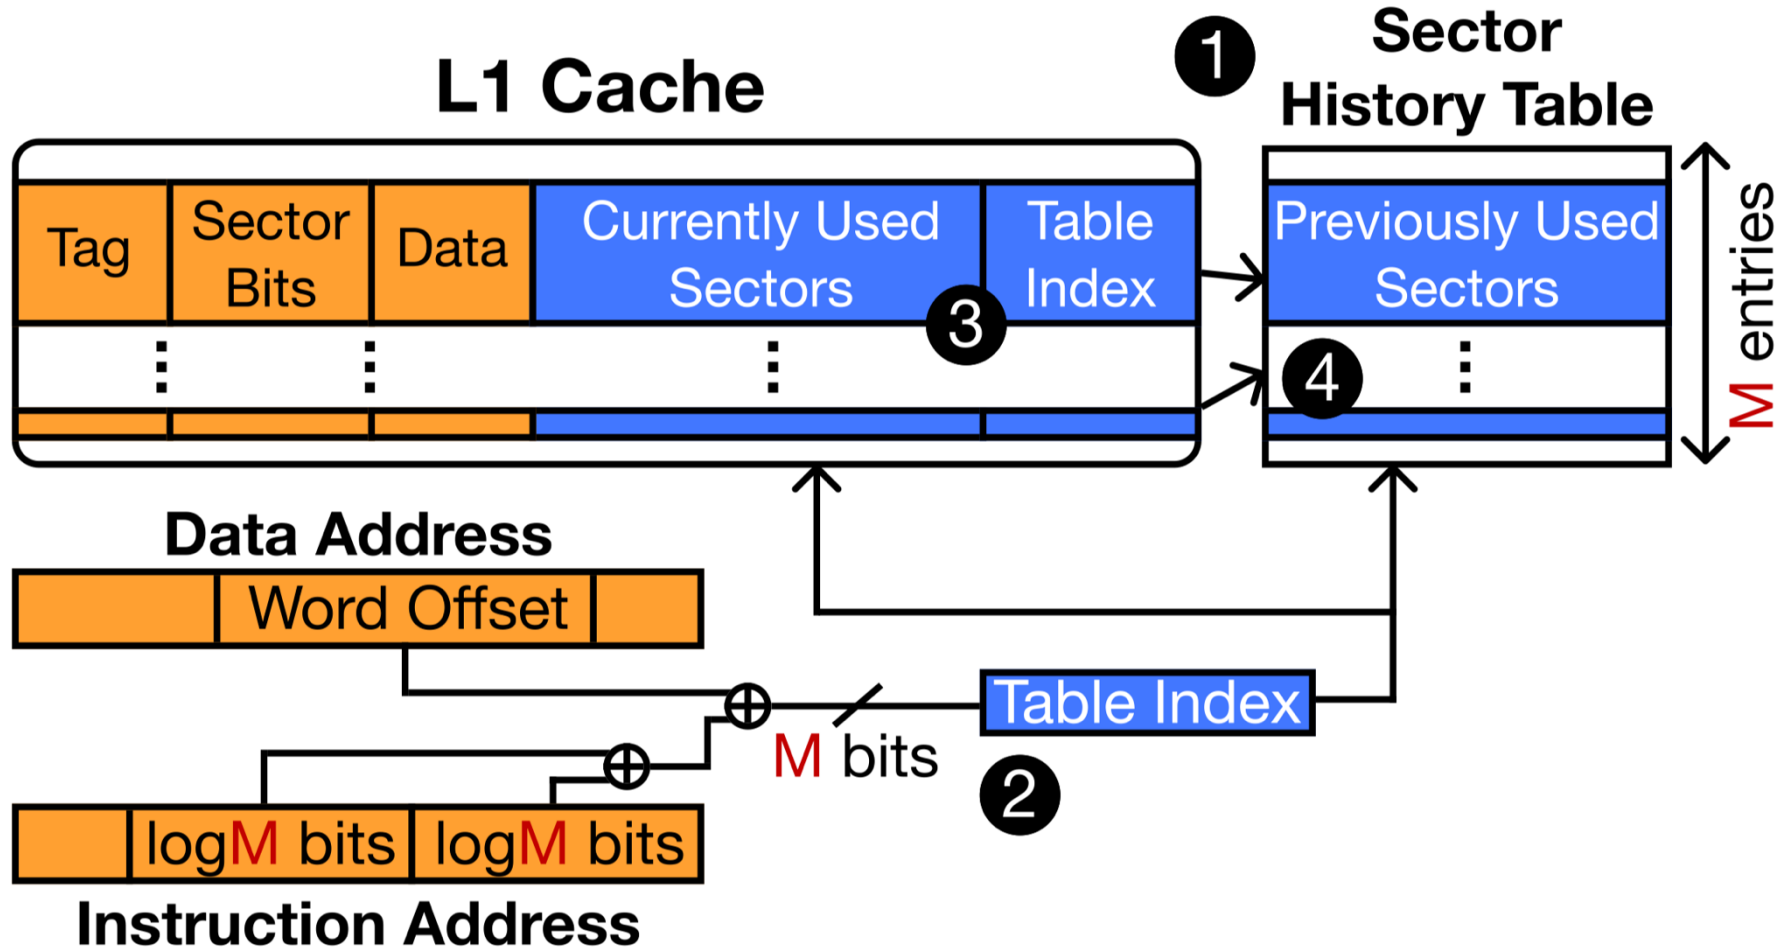 L1 Cache
1
Sector
History Table
Tag
Sector
Bits
Data
Currently Used
Sectors
Table
Index
3
Previously Used
Sectors
4
M entries
Data Address
Word Offset
M bits
Table Index
2
logM bits
logM bits
Instruction Address